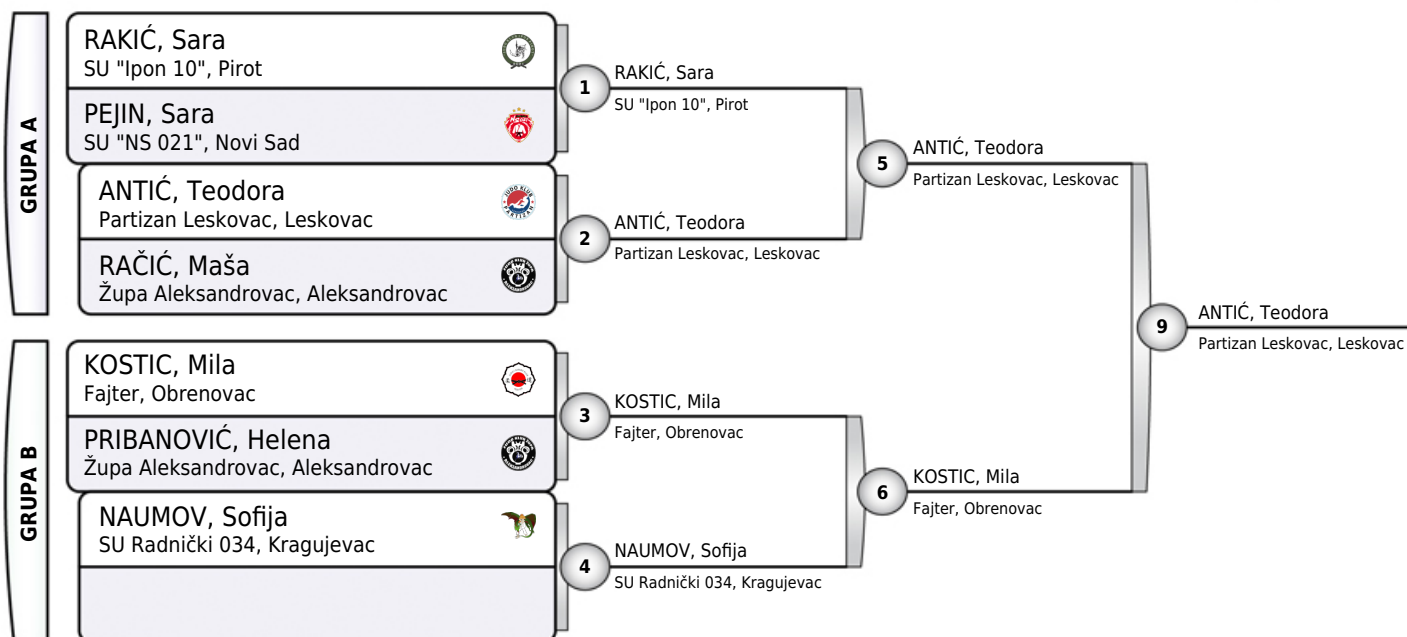 GRUPA A
RAKIĆ, Sara
SU "Ipon 10", Pirot
PEJIN, Sara
SU "NS 021", Novi Sad
ANTIĆ, Teodora
Partizan Leskovac, Leskovac
RAČIĆ, Maša
Župa Aleksandrovac, Aleksandrovac
1
RAKIĆ, Sara
SU "Ipon 10", Pirot
2
ANTIĆ, Teodora
Partizan Leskovac, Leskovac
5
ANTIĆ, Teodora
Partizan Leskovac, Leskovac
GRUPA B
KOSTIC, Mila
Fajter, Obrenovac
PRIBANOVIĆ, Helena
Župa Aleksandrovac, Aleksandrovac
NAUMOV, Sofija
SU Radnički 034, Kragujevac
3
KOSTIC, Mila
Fajter, Obrenovac
4
NAUMOV, Sofija
SU Radnički 034, Kragujevac
6
KOSTIC, Mila
Fajter, Obrenovac
9
ANTIĆ, Teodora
Partizan Leskovac, Leskovac